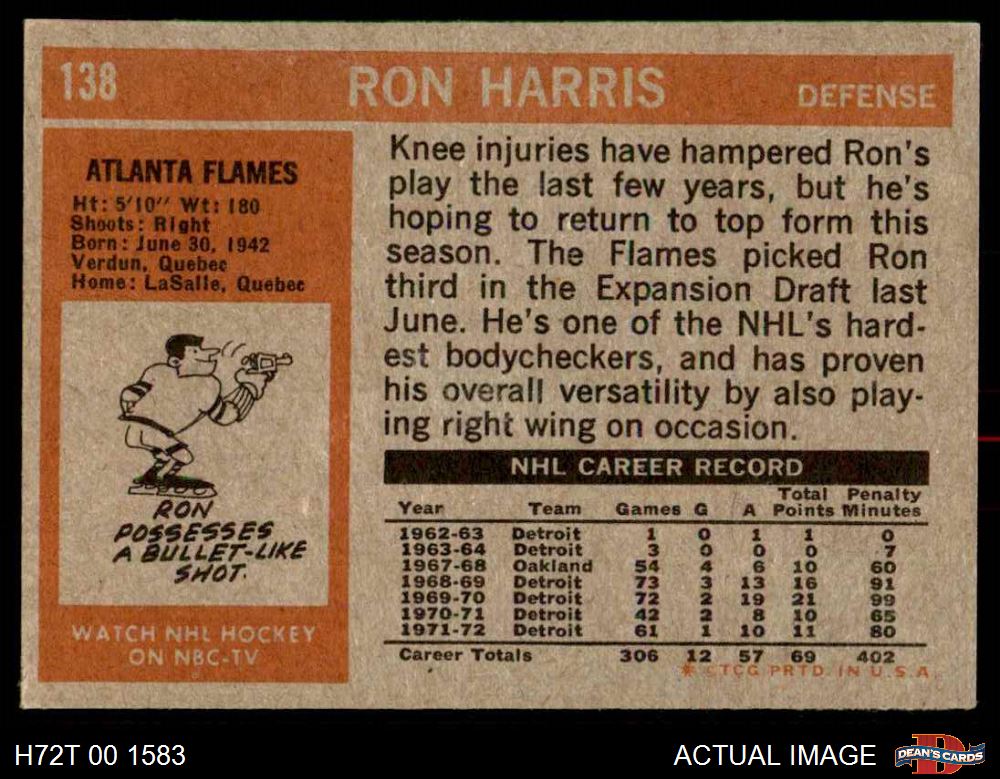 138 RON HARRIS DEFENSE
ATLANTA FLAMES
Ht: 5'10" Wt: 180
Shoots: Right
Born: June 30, 1942
Verdun, Quebec
Home: LaSalle, Quebec
RON
POSSESSES
A BULLET-LIKE
SHOT.
WATCH NHL HOCKEY
ON NBC-TV
Knee injuries have hampered Ron's
play the last few years, but he's
hoping to return to top form this
season. The Flames picked Ron
third in the Expansion Draft last
June. He's one of the NHL's hard-
est bodycheckers, and has proven
his overall versatility by also play-
ing right wing on occasion.
NHL CAREER RECORD
Total Penalty
Year Team Games G A Points Minutes
1962-63 Detroit 1 0 1 1 0
1963-64 Detroit 3 0 0 0 7
1967-68 Oakland 54 4 6 10 60
1968-69 Detroit 73 3 13 16 91
1969-70 Detroit 72 2 19 21 99
1970-71 Detroit 42 2 8 10 65
1971-72 Detroit 61 1 10 11 80
Career Totals 306 12 57 69 402
* ©TCG PRTD. IN U.S.A.
H72T 00 1583 ACTUAL IMAGE DEAN'S CARDS